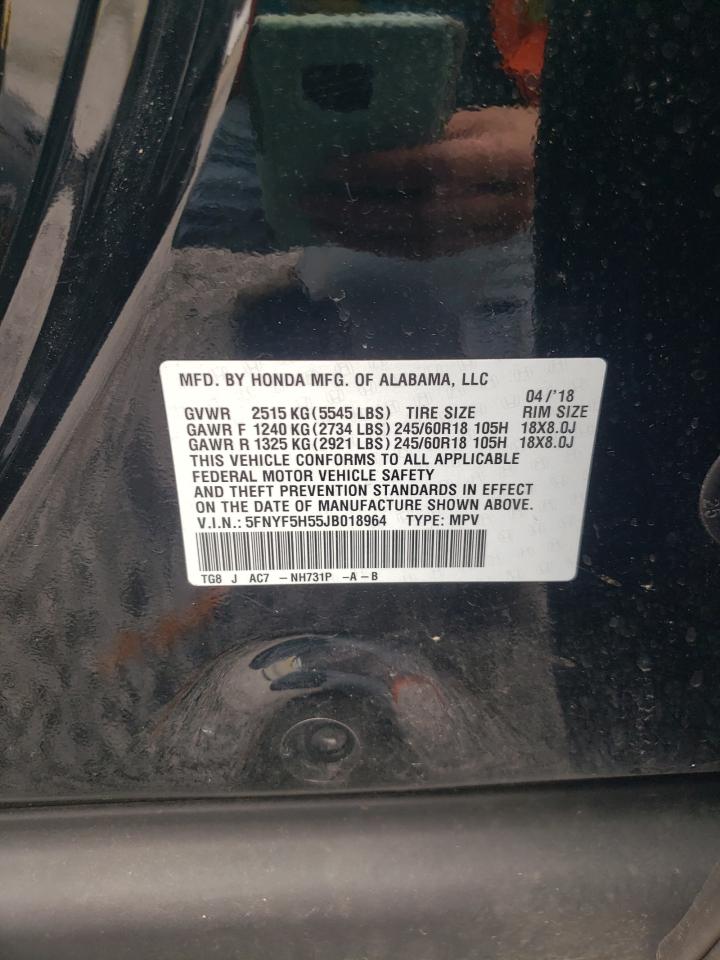 MFD. BY HONDA MFG. OF ALABAMA, LLC
04/'18
GVWR 2515 KG (5545 LBS) TIRE SIZE RIM SIZE
GAWR F 1240 KG (2734 LBS) 245/60R18 105H 18X8.0J
GAWR R 1325 KG (2921 LBS) 245/60R18 105H 18X8.0J
THIS VEHICLE CONFORMS TO ALL APPLICABLE
FEDERAL MOTOR VEHICLE SAFETY
AND THEFT PREVENTION STANDARDS IN EFFECT
ON THE DATE OF MANUFACTURE SHOWN ABOVE.
V.I.N.: 5FNYF5H55JB018964 TYPE: MPV
TG8 J AC7 -NH731P -A-B